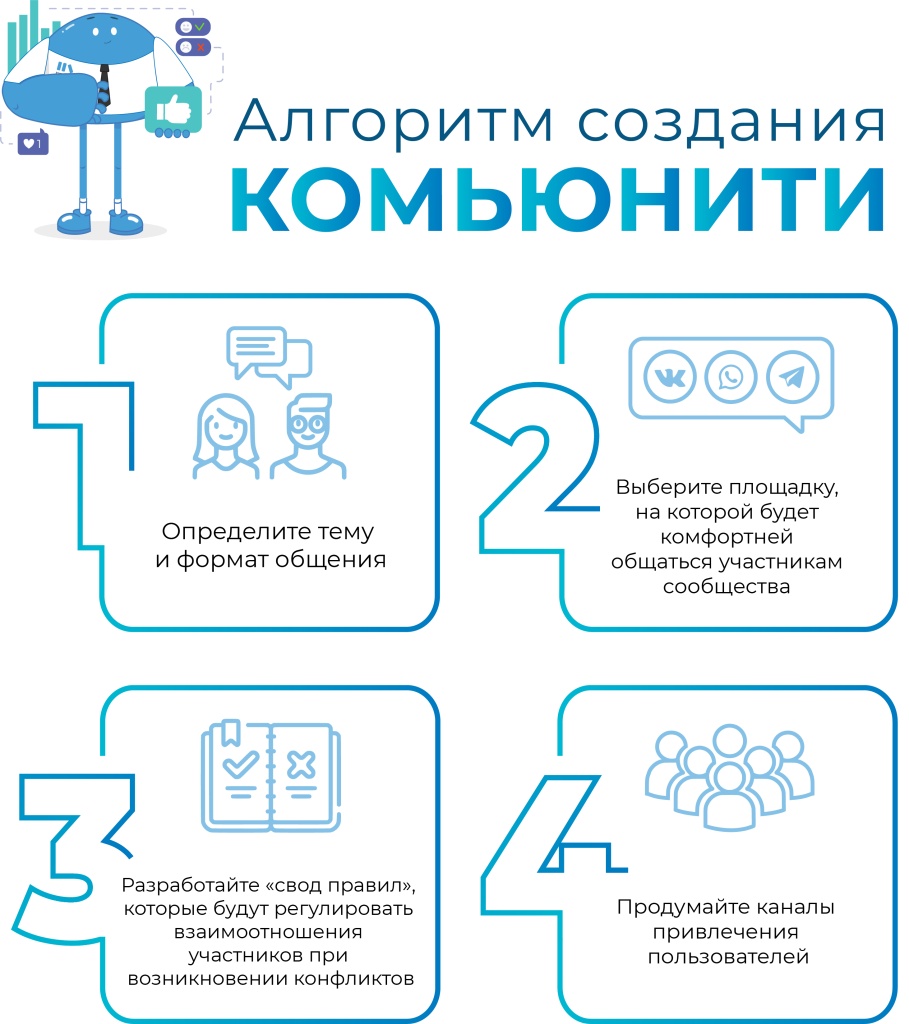 1
Алгоритм создания
КОМЬЮНИТИ
1
Определите тему
и формат общения
2
Выберите площадку,
на которой будет
комфортней
общаться участникам
сообщества
3
Разработайте «свод правил»,
которые будут регулировать
взаимоотношения
участников при
возникновении конфликтов
4
Продумайте каналы
привлечения
пользователей